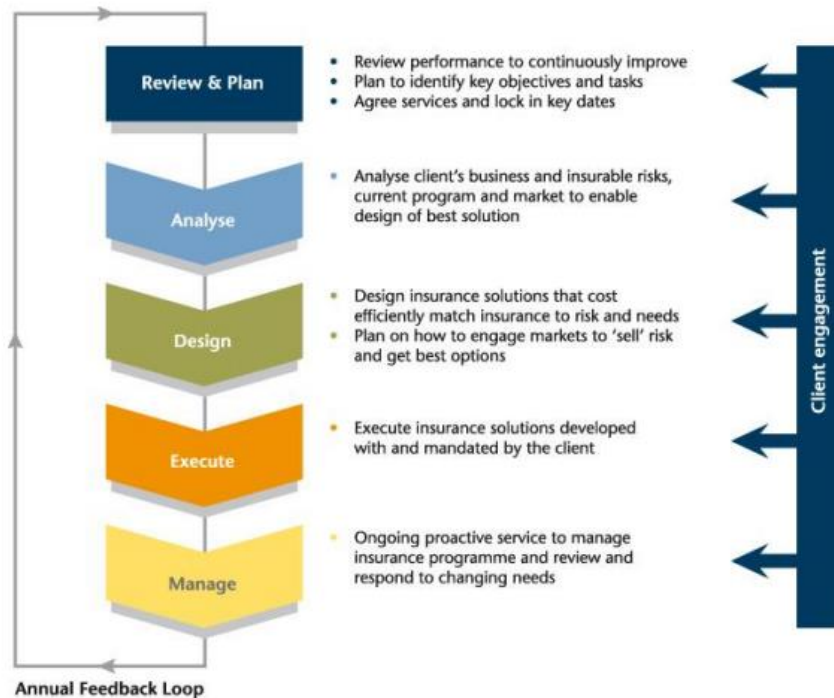 Review & Plan
• Review performance to continuously improve
• Plan to identify key objectives and tasks
• Agree services and lock in key dates
Analyse
• Analyse client's business and insurable risks,
current program and market to enable
design of best solution
Design
• Design insurance solutions that cost
efficiently match insurance to risk and needs
• Plan on how to engage markets to 'sell' risk
and get best options
Execute
• Execute insurance solutions developed
with and mandated by the client
Manage
• Ongoing proactive service to manage
insurance programme and review and
respond to changing needs
Client engagement
Annual Feedback Loop